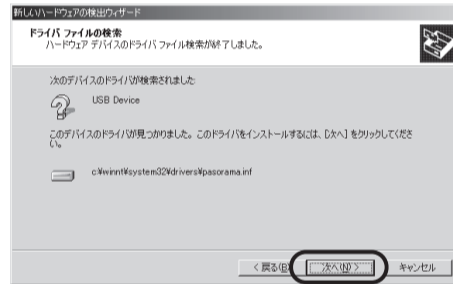 新しいハードウェアの検出ウィザード
ドライバ ファイルの検索
ハードウェア デバイスのドライバ ファイル検索が終了しました。
次のデバイスのドライバが検索されました:
USB Device
このデバイスのドライバが見つかりました。このドライバをインストールするには、[次へ] をクリックしてくださ
い。
c:¥winnt¥system32¥drivers¥pasorama.inf
< 戻る(B) 次へ(N) > キャンセル